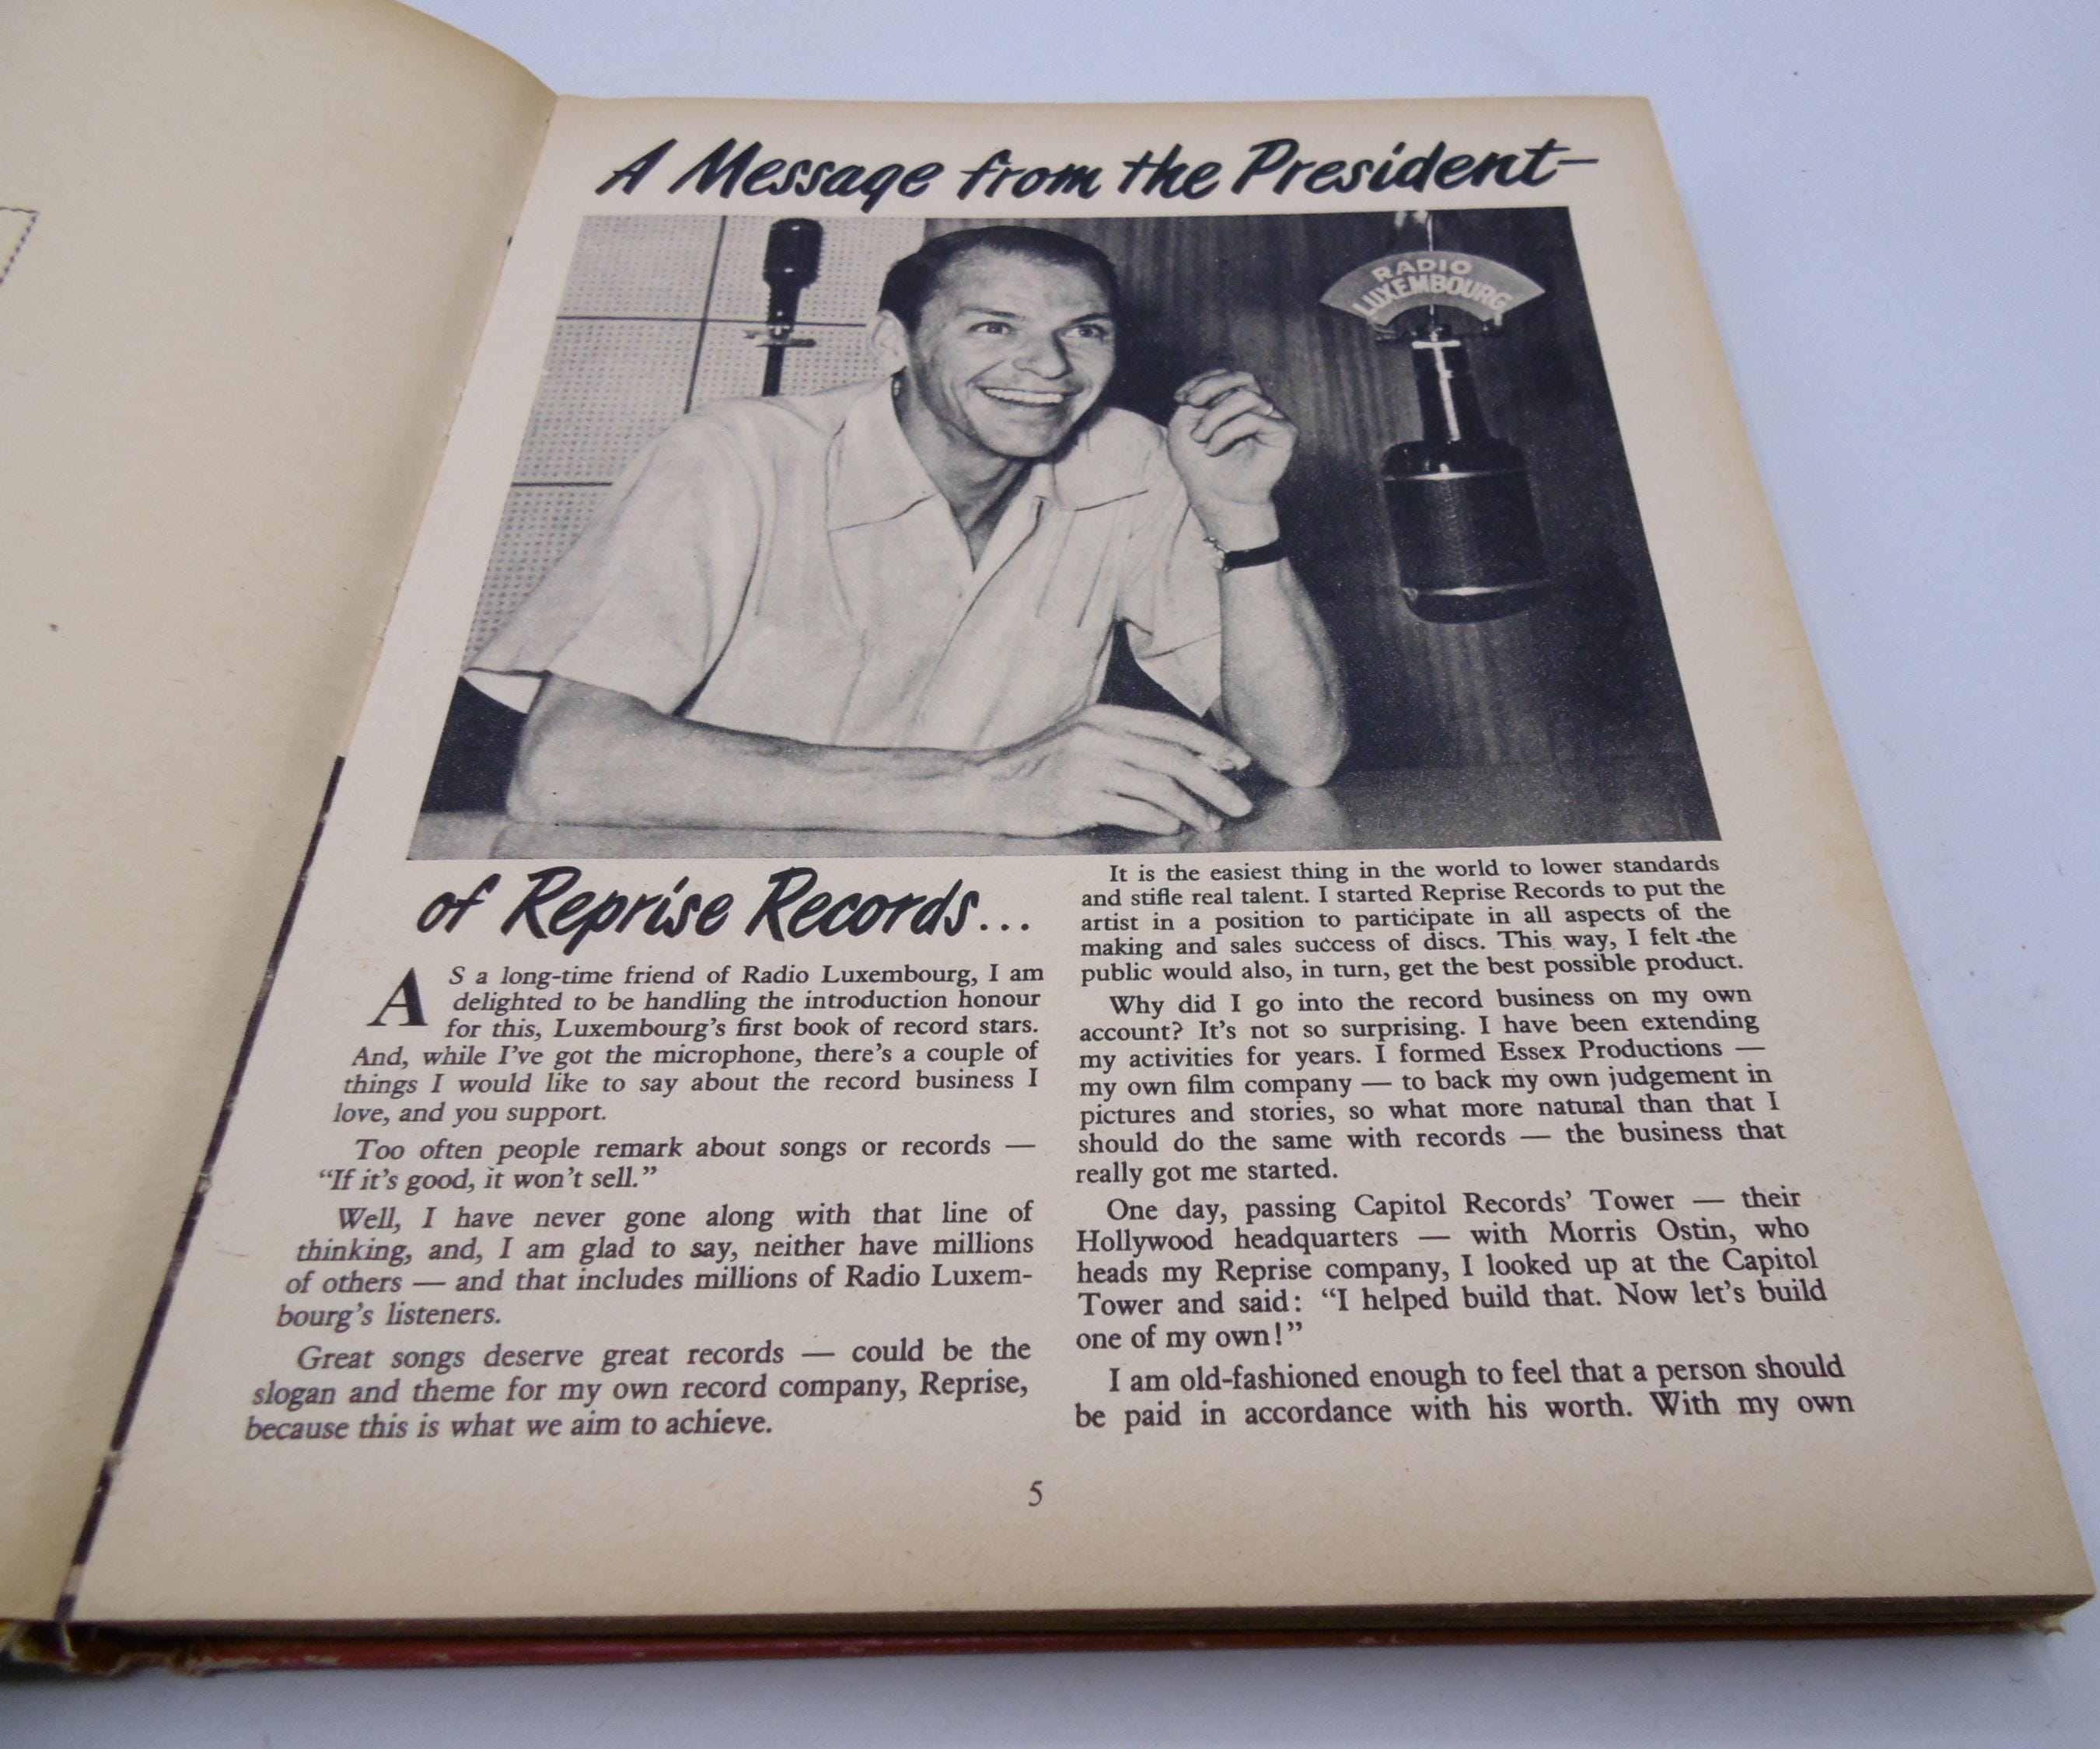 A Message from the President—
RADIO
LUXEMBOURG
of Reprise Records...
AS a long-time friend of Radio Luxembourg, I am
delighted to be handling the introduction honour
for this, Luxembourg's first book of record stars.
And, while I've got the microphone, there's a couple of
things I would like to say about the record business I
love, and you support.
Too often people remark about songs or records —
“If it's good, it won't sell.”
Well, I have never gone along with that line of
thinking, and, I am glad to say, neither have millions
of others — and that includes millions of Radio Luxem-
bourg's listeners.
Great songs deserve great records — could be the
slogan and theme for my own record company, Reprise,
because this is what we aim to achieve.
It is the easiest thing in the world to lower standards
and stifle real talent. I started Reprise Records to put the
artist in a position to participate in all aspects of the
making and sales success of discs. This way, I felt the
public would also, in turn, get the best possible product.
Why did I go into the record business on my own
account? It's not so surprising. I have been extending
my activities for years. I formed Essex Productions —
my own film company — to back my own judgement in
pictures and stories, so what more natural than that I
should do the same with records — the business that
really got me started.
One day, passing Capitol Records' Tower — their
Hollywood headquarters — with Morris Ostin, who
heads my Reprise company, I looked up at the Capitol
Tower and said: “I helped build that. Now let's build
one of my own!”
I am old-fashioned enough to feel that a person should
be paid in accordance with his worth. With my own
5